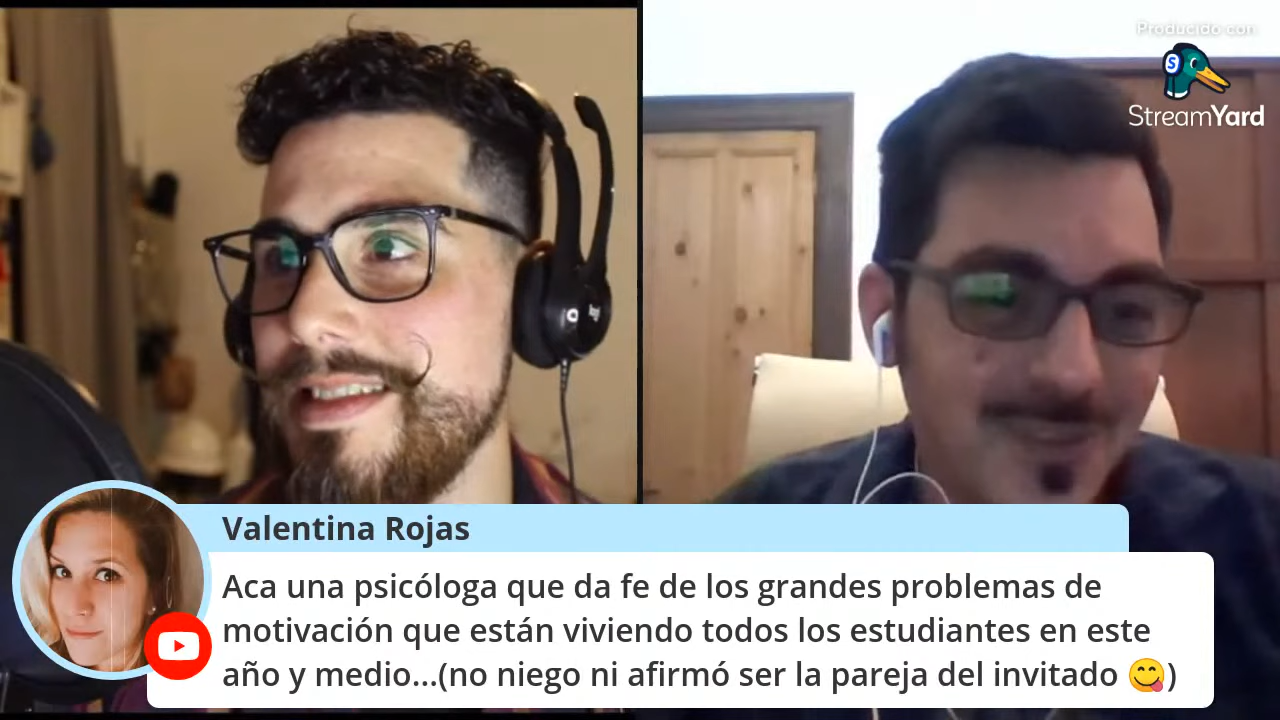 Producido con
StreamYard
Valentina Rojas
Aca una psicóloga que da fe de los grandes problemas de
motivación que están viviendo todos los estudiantes en este
año y medio...(no niego ni afirmó ser la pareja del invitado 😋)